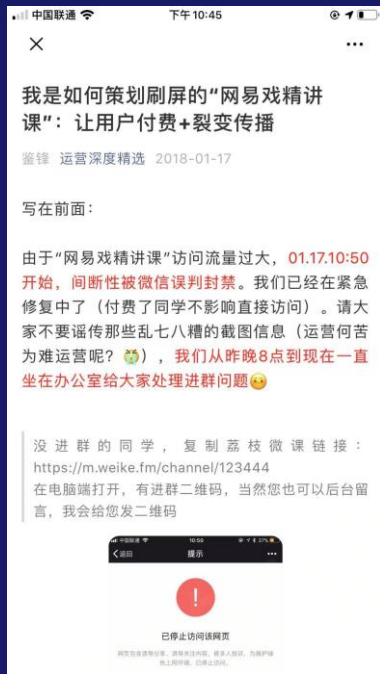 中国联通 下午10:45
我是如何策划刷屏的“网易戏精讲
课”：让用户付费+裂变传播
鉴锋 运营深度精选 2018-01-17
写在前面：
由于“网易戏精讲课”访问流量过大，01.17.10:50
开始，间断性被微信误判封禁。我们已经在紧急
修复中了（付费了同学不影响直接访问）。请大
家不要谣传那些乱七八糟的截图信息（运营何苦
为难运营呢？），我们从昨晚8点到现在一直
坐在办公室给大家处理进群问题
没进群的同学，复制荔枝微课链接：
https://m.weike.fm/channel/123444
在电脑端打开，有进群二维码，当然您也可以后台留
言，我会给您发二维码
中国联通 10:50 37%
返回 提示
已停止访问该网页